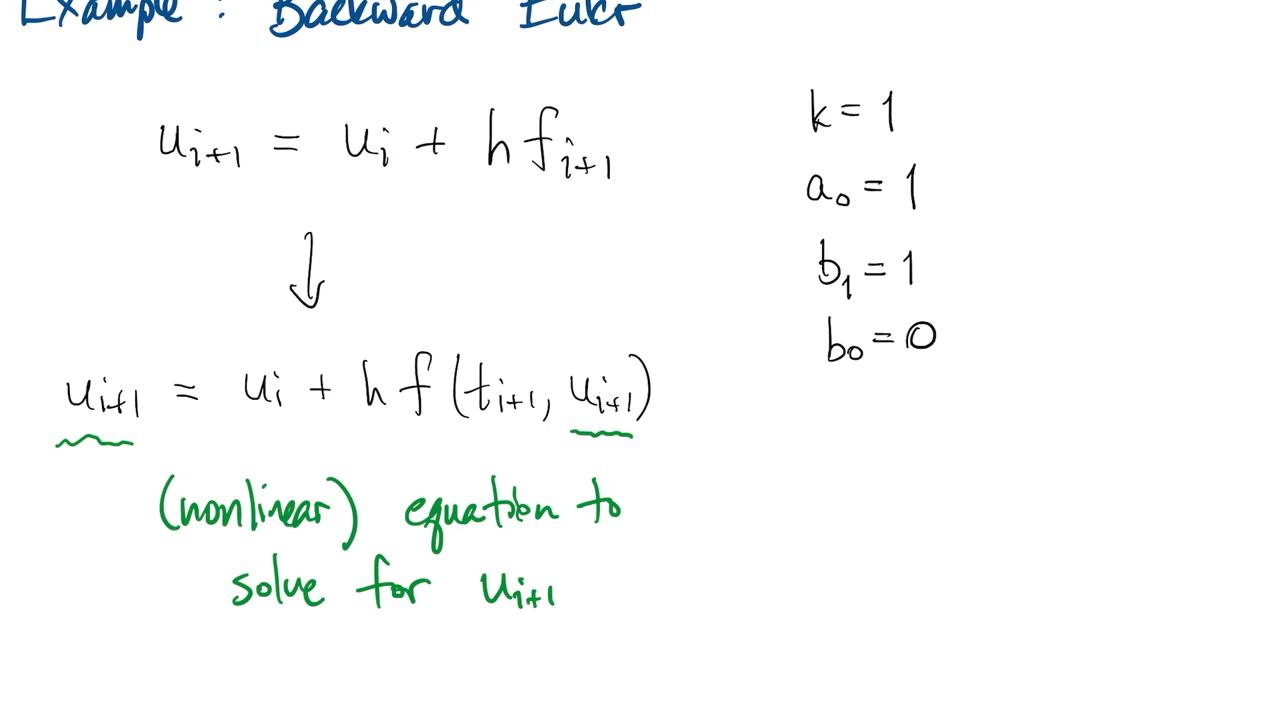 Example : Backward Euler
u_{i+1} = u_i + h f_{i+1}
↓
u_{i+1} = u_i + h f(t_{i+1}, u_{i+1})
(nonlinear) equation to
solve for u_{i+1}
k = 1
a_0 = 1
b_1 = 1
b_0 = 0